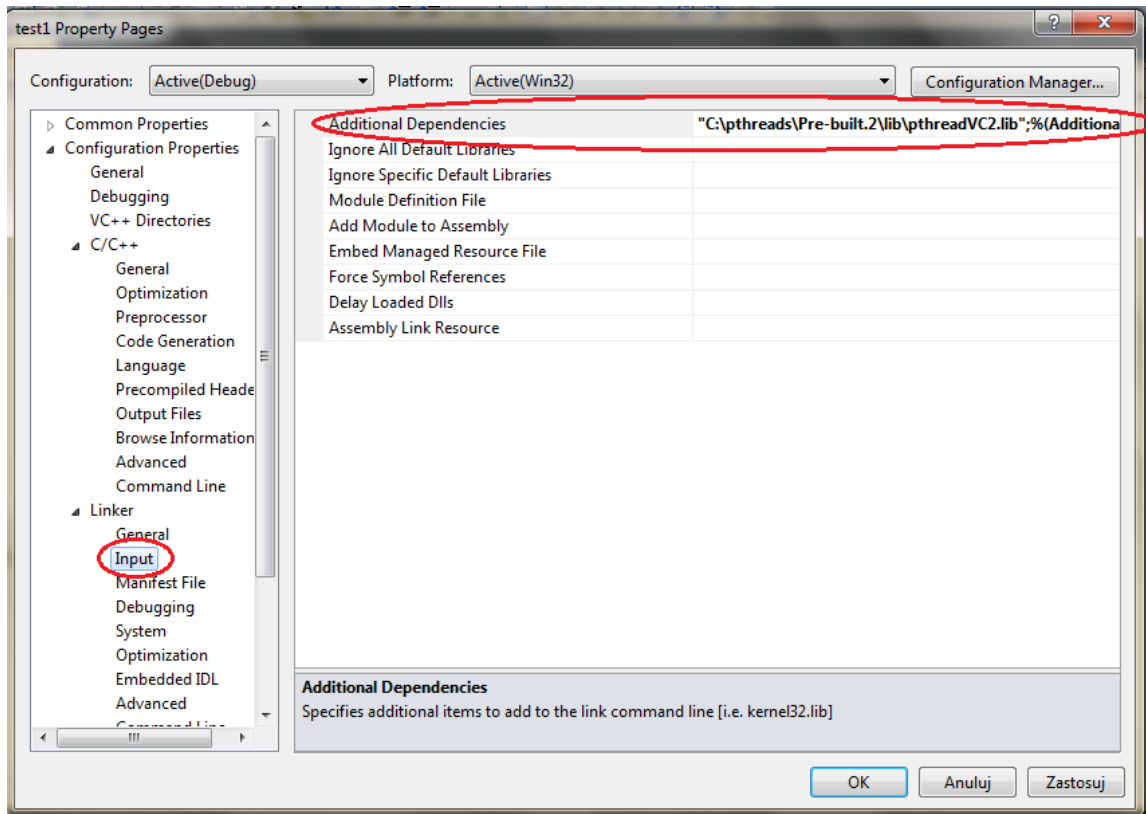 test1 Property Pages
?
X
Configuration:
Active(Debug)
Platform:
Active(Win32)
Configuration Manager...
Common Properties
Configuration Properties
General
Debugging
VC++ Directories
C/C++
General
Optimization
Preprocessor
Code Generation
Language
Precompiled Heade
Output Files
Browse Information
Advanced
Command Line
Linker
General
Input
Manifest File
Debugging
System
Optimization
Embedded IDL
Advanced
Command Line
Additional Dependencies "C:\pthreads\Pre-built.2\lib\pthreadVC2.lib";%(Additiona
Ignore All Default Libraries
Ignore Specific Default Libraries
Module Definition File
Add Module to Assembly
Embed Managed Resource File
Force Symbol References
Delay Loaded Dlls
Assembly Link Resource
Additional Dependencies
Specifies additional items to add to the link command line [i.e. kernel32.lib]
OK
Anuluj
Zastosuj